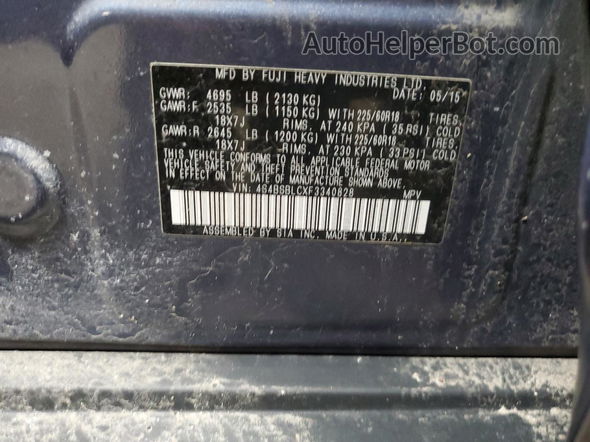 AutoHelperBot.com
MFD BY FUJI HEAVY INDUSTRIES LTD.
GVWR: 4695 LB (2130 KG) DATE: 05/15
GAWR:F 2535 LB (1150 KG) WITH 225/60R18 TIRES.
18X7J RIMS. AT 240 KPA (35 PSI) COLD
GAWR:R 2645 LB (1200 KG) WITH 225/60R18 TIRES.
18X7J RIMS. AT 230 KPA (33 PSI) COLD
THIS VEHICLE CONFORMS TO ALL APPLICABLE FEDERAL MOTOR
VEHICLE SAFETY, BUMPER, AND THEFT PREVENTION STANDARDS
IN EFFECT ON THE DATE OF MANUFACTURE SHOWN ABOVE.
VIN: 4S4BSBLCXF3340828 MPV
ASSEMBLED BY SIA INC. MADE IN U.S.A.